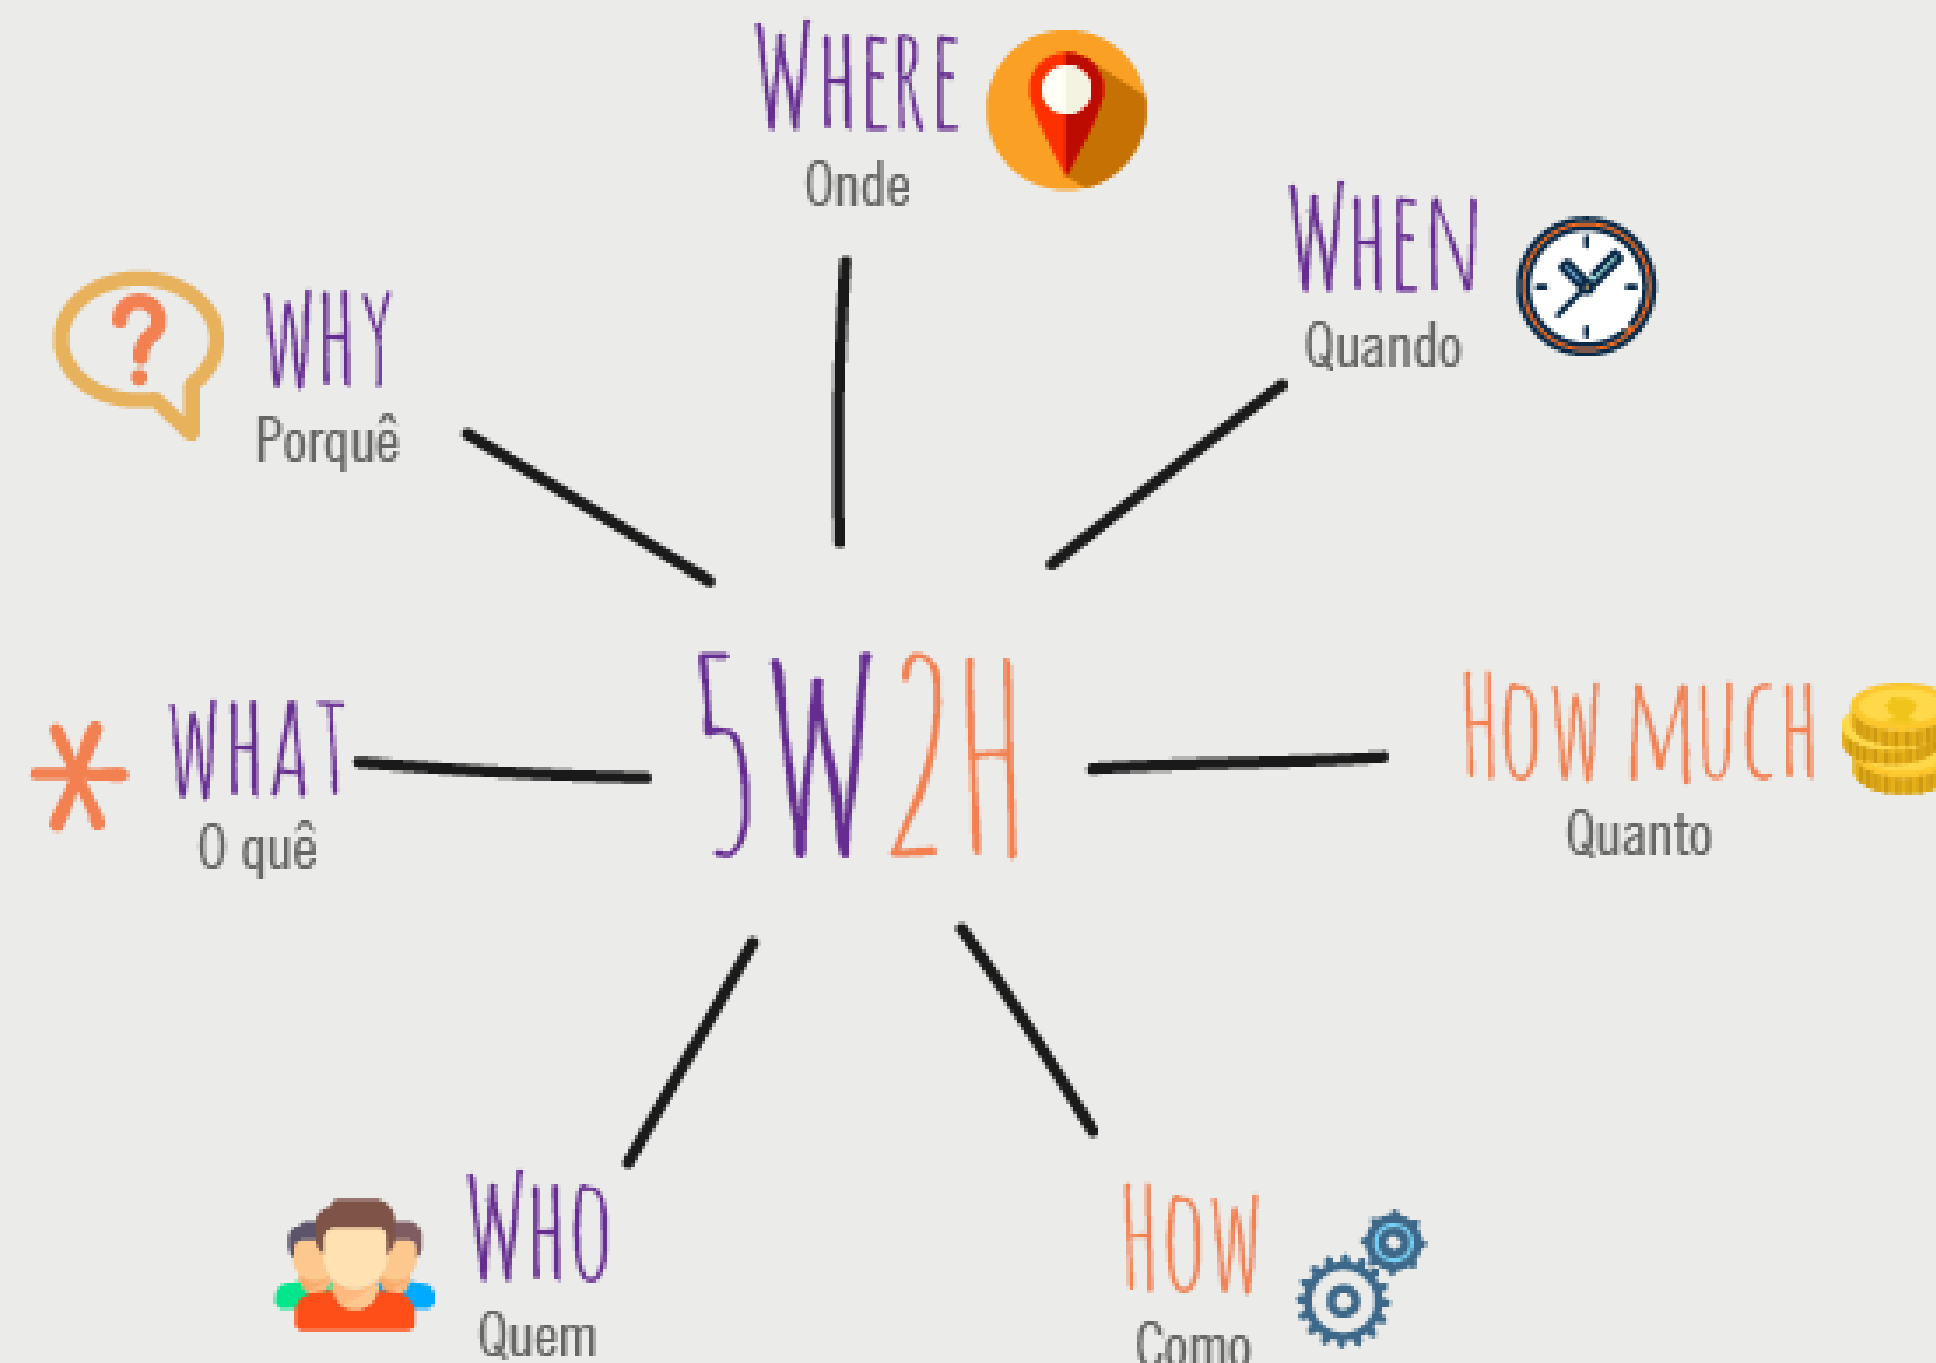 WHERE
Onde
WHEN
Quando
WHY
Porquê
5W2H
HOW MUCH
Quanto
WHAT
O quê
WHO
Quem
HOW
Como